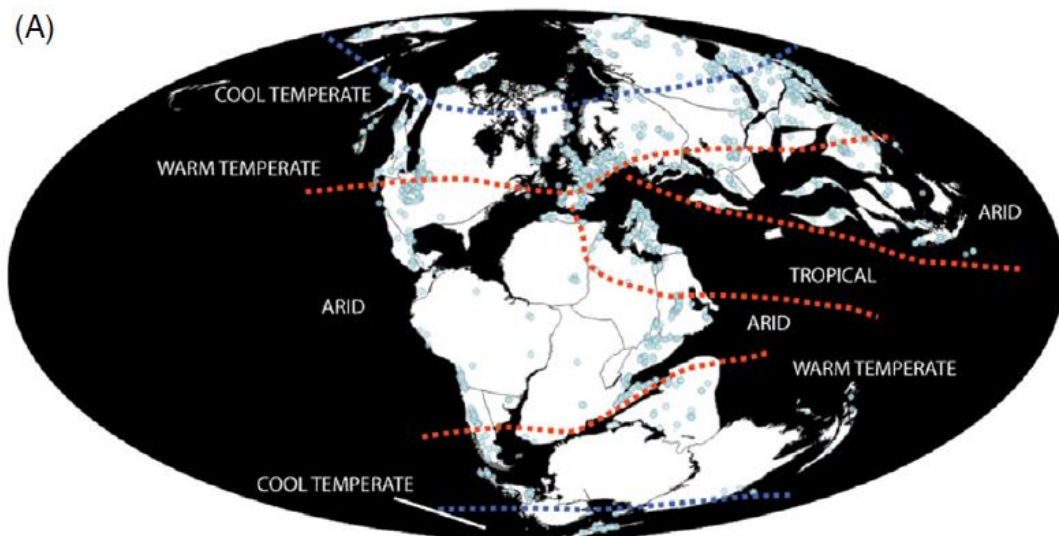 (A)
COOL TEMPERATE
WARM TEMPERATE
ARID
TROPICAL
ARID
ARID
WARM TEMPERATE
COOL TEMPERATE